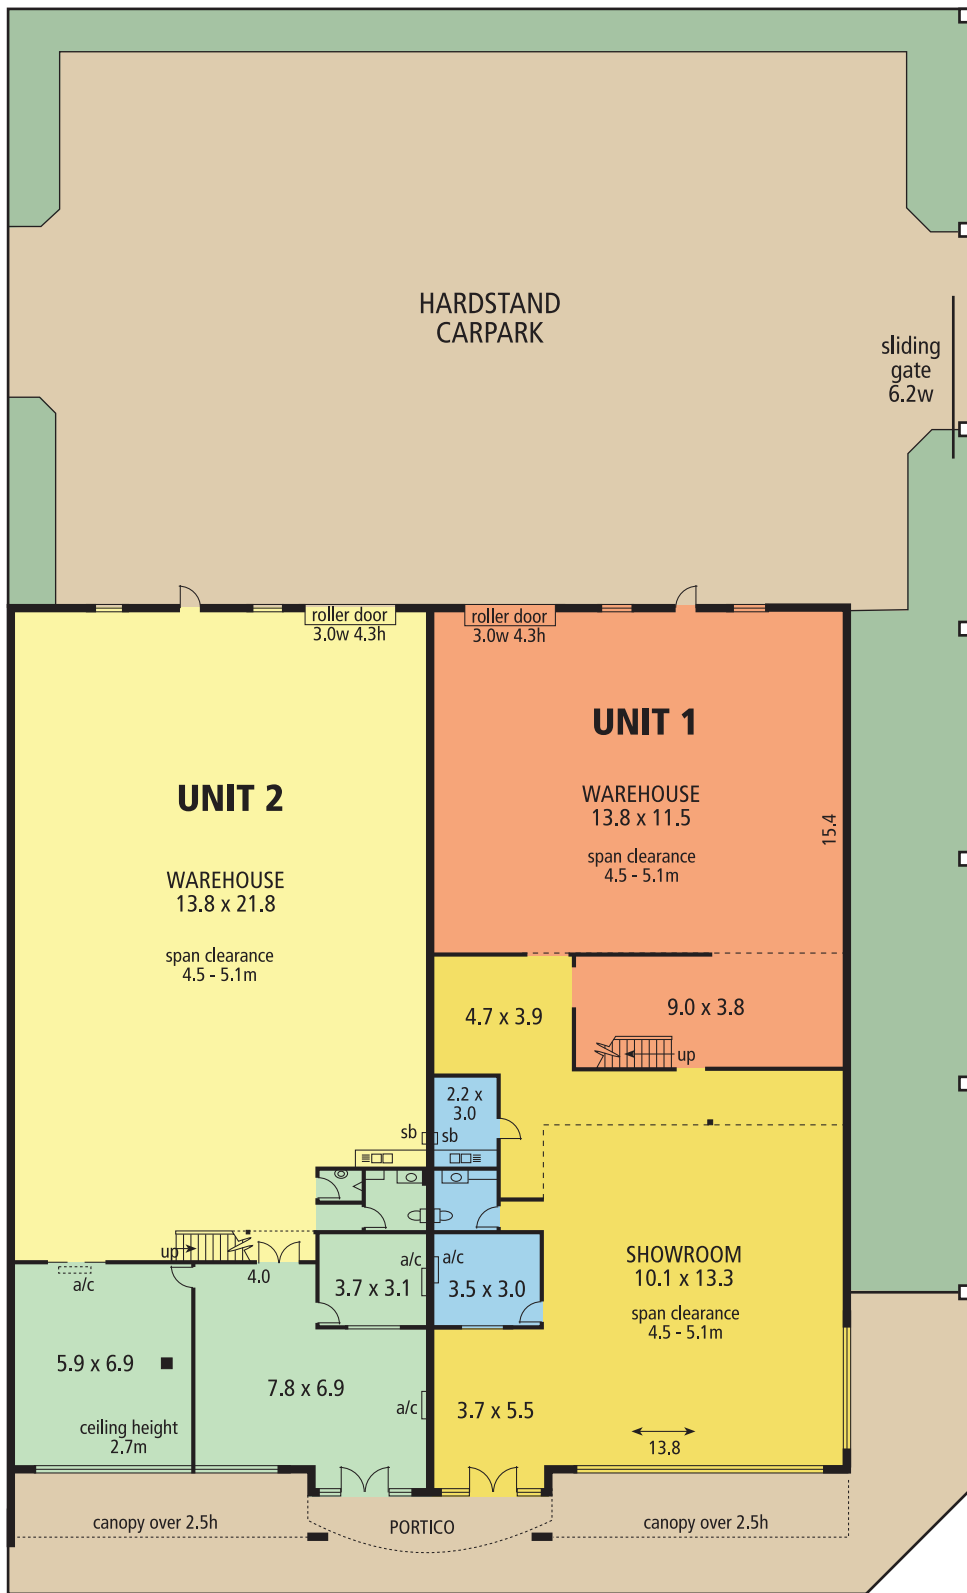 HARDSTAND
CARPARK
sliding
gate
6.2w
roller door
3.0w 4.3h
roller door
3.0w 4.3h
UNIT 1
UNIT 2
WAREHOUSE
13.8 x 11.5
span clearance
4.5 - 5.1m
15.4
WAREHOUSE
13.8 x 21.8
span clearance
4.5 - 5.1m
4.7 x 3.9
9.0 x 3.8
up
2.2 x
3.0
sb
sb
up
4.0
a/c
a/c
a/c
3.7 x 3.1
3.5 x 3.0
SHOWROOM
10.1 x 13.3
span clearance
4.5 - 5.1m
5.9 x 6.9
7.8 x 6.9
a/c
3.7 x 5.5
ceiling height
2.7m
13.8
canopy over 2.5h
PORTICO
canopy over 2.5h